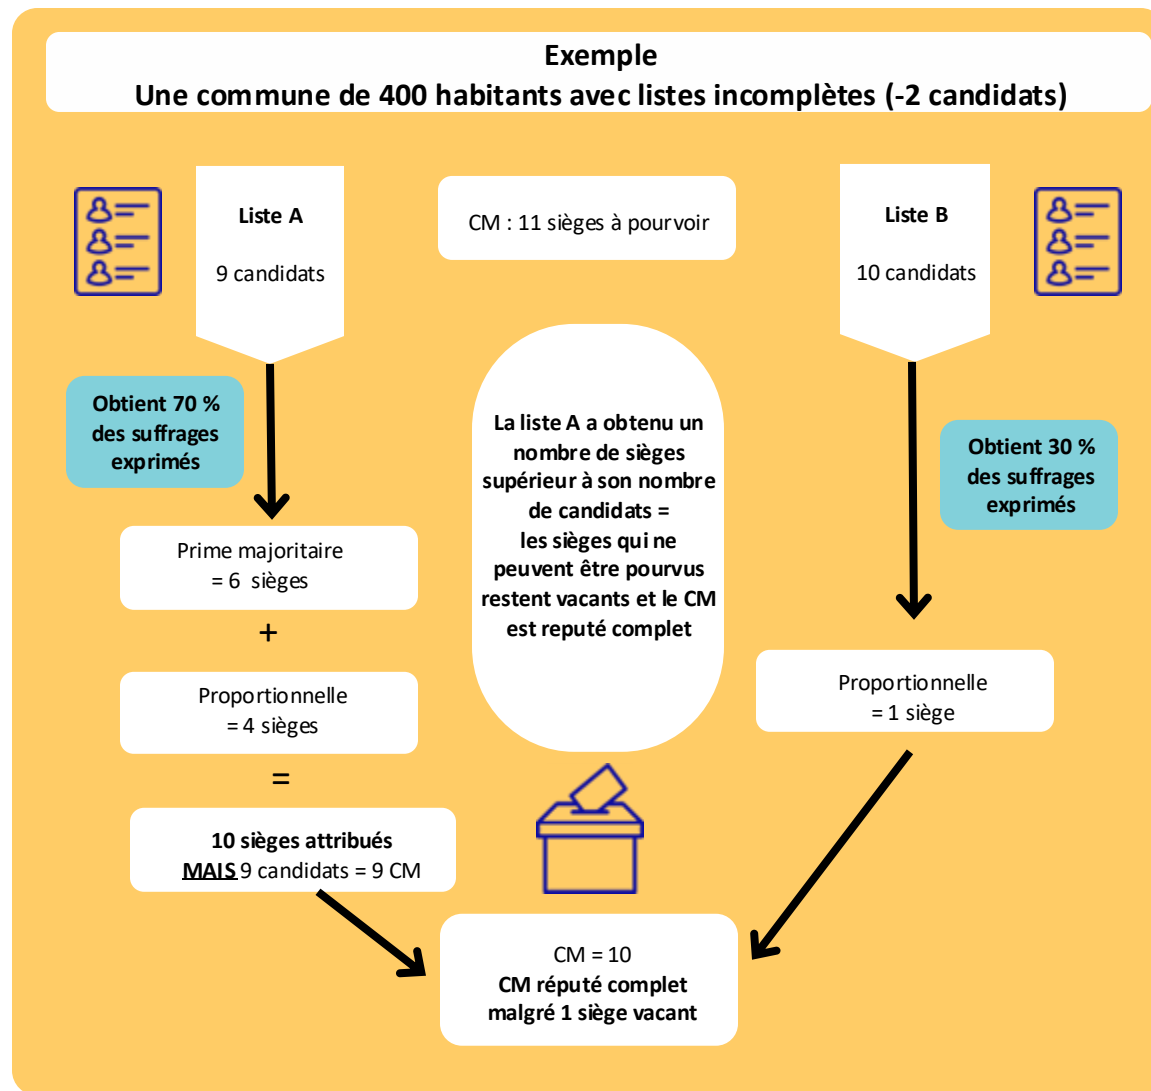 Exemple
Une commune de 400 habitants avec listes incomplètes (-2 candidats)
Liste A
9 candidats
CM : 11 sièges à pourvoir
Liste B
10 candidats
Obtient 70 %
des suffrages
exprimés
La liste A a obtenu un
nombre de sièges
supérieur à son nombre
de candidats =
les sièges qui ne
peuvent être pourvus
restent vacants et le CM
est reputé complet
Obtient 30 %
des suffrages
exprimés
Prime majoritaire
= 6 sièges
+
Proportionnelle
= 4 sièges
=
10 sièges attribués
MAIS 9 candidats = 9 CM
Proportionnelle
= 1 siège
CM = 10
CM réputé complet
malgré 1 siège vacant